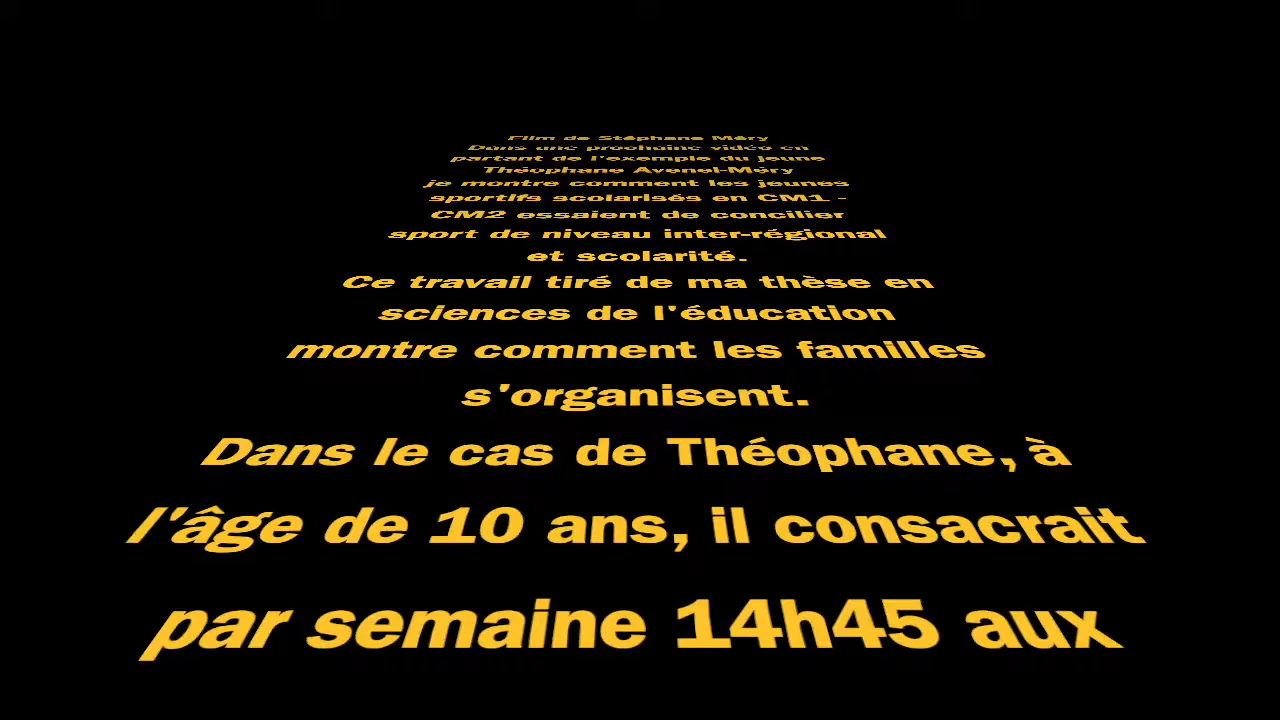 Film de Stéphane Méry
Dans une prochaine vidéo en
partant de l'exemple du jeune
Théophane Avenel-Méry
je montre comment les jeunes
sportifs scolarisés en CM1 -
CM2 essaient de concilier
sport de niveau inter-régional
et scolarité.
Ce travail tiré de ma thèse en
sciences de l'éducation
montre comment les familles
s'organisent.
Dans le cas de Théophane, à
l'âge de 10 ans, il consacrait
par semaine 14h45 aux